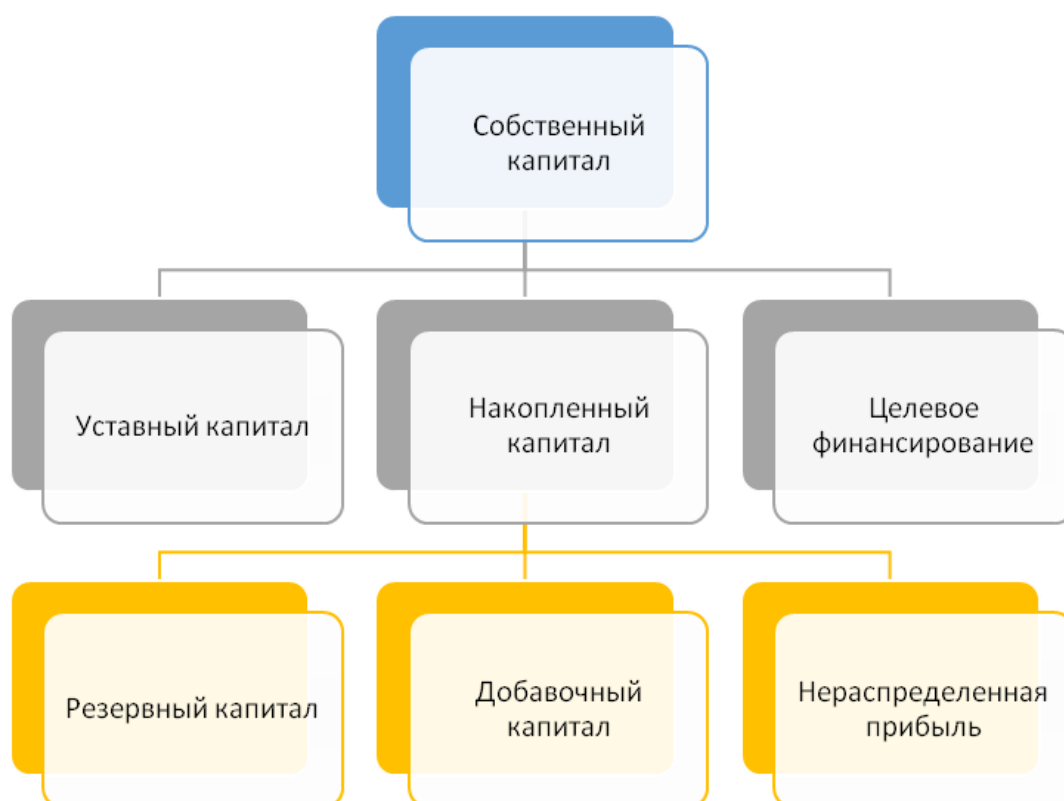 Собственный
капитал
Уставный капитал
Накопленный
капитал
Целевое
финансирование
Резервный капитал
Добавочный
капитал
Нераспределенная
прибыль